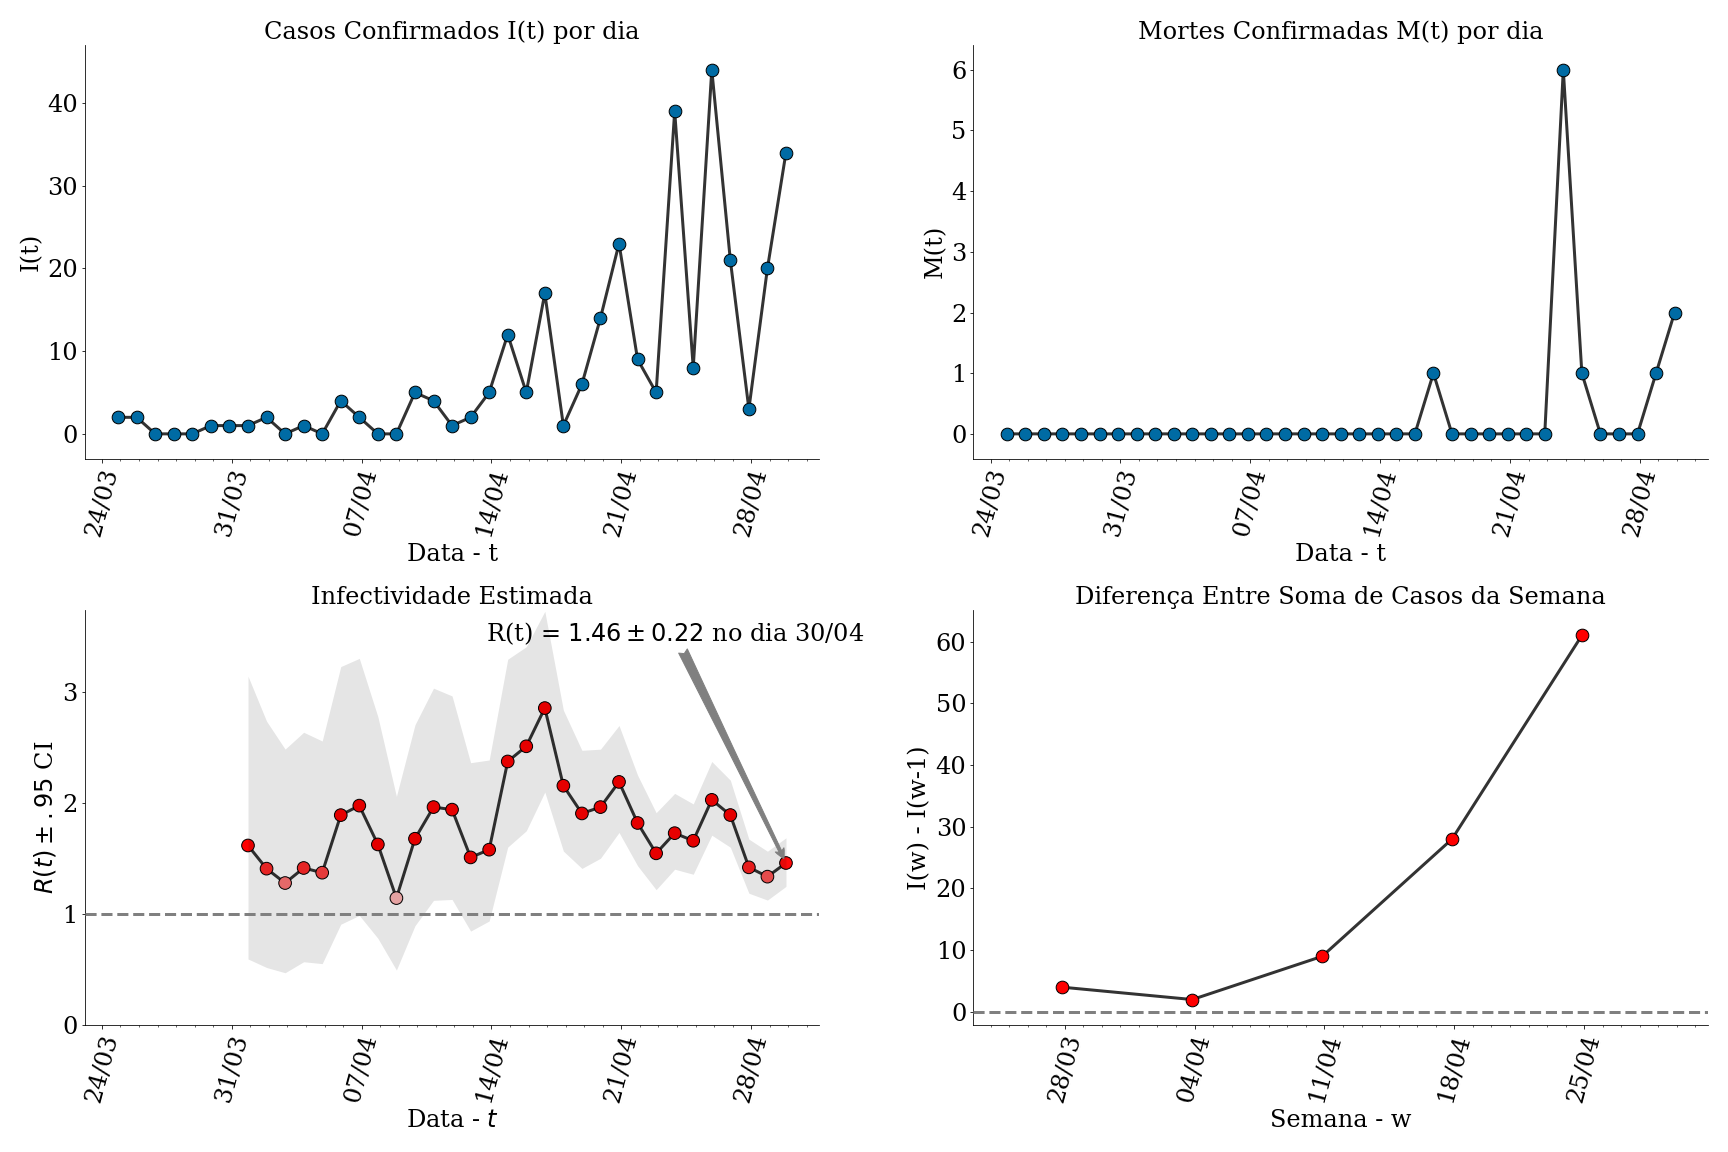 Casos Confirmados I(t) por dia
I(t)
40
30
20
10
0
24/03 31/03 07/04 14/04 21/04 28/04
Data - t
Mortes Confirmadas M(t) por dia
M(t)
6
5
4
3
2
1
0
24/03 31/03 07/04 14/04 21/04 28/04
Data - t
Infectividade Estimada
R(t) = 1.46 ± 0.22 no dia 30/04
R(t) ± .95 CI
3
2
1
0
24/03 31/03 07/04 14/04 21/04 28/04
Data - t
Diferença Entre Soma de Casos da Semana
I(w) - I(w-1)
60
50
40
30
20
10
0
28/03 04/04 11/04 18/04 25/04
Semana - w